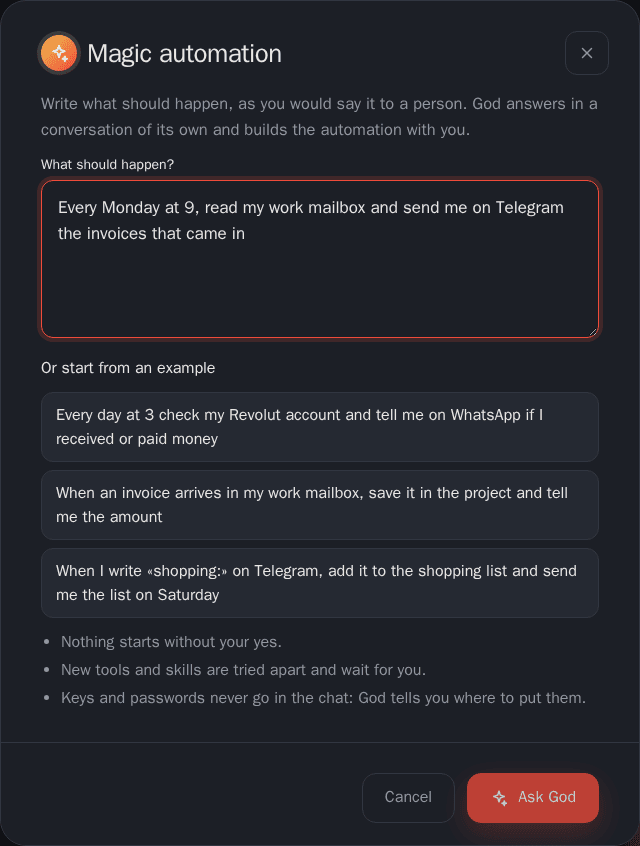 Magic automation
Write what should happen, as you would say it to a person. God answers in a
conversation of its own and builds the automation with you.
What should happen?
Every Monday at 9, read my work mailbox and send me on Telegram
the invoices that came in
Or start from an example
Every day at 3 check my Revolut account and tell me on WhatsApp if I
received or paid money
When an invoice arrives in my work mailbox, save it in the project and tell
me the amount
When I write «shopping:» on Telegram, add it to the shopping list and send
me the list on Saturday
• Nothing starts without your yes.
• New tools and skills are tried apart and wait for you.
• Keys and passwords never go in the chat: God tells you where to put them.
Cancel
Ask God